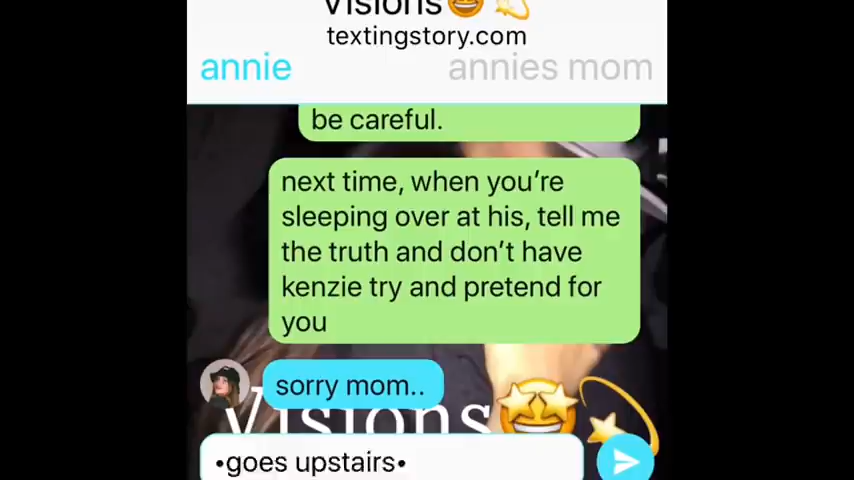 Visions🤩💫
textingstory.com
annie annies mom
be careful.
next time, when you're
sleeping over at his, tell me
the truth and don't have
kenzie try and pretend for
you
sorry mom..
Visions🤩💫
•goes upstairs•